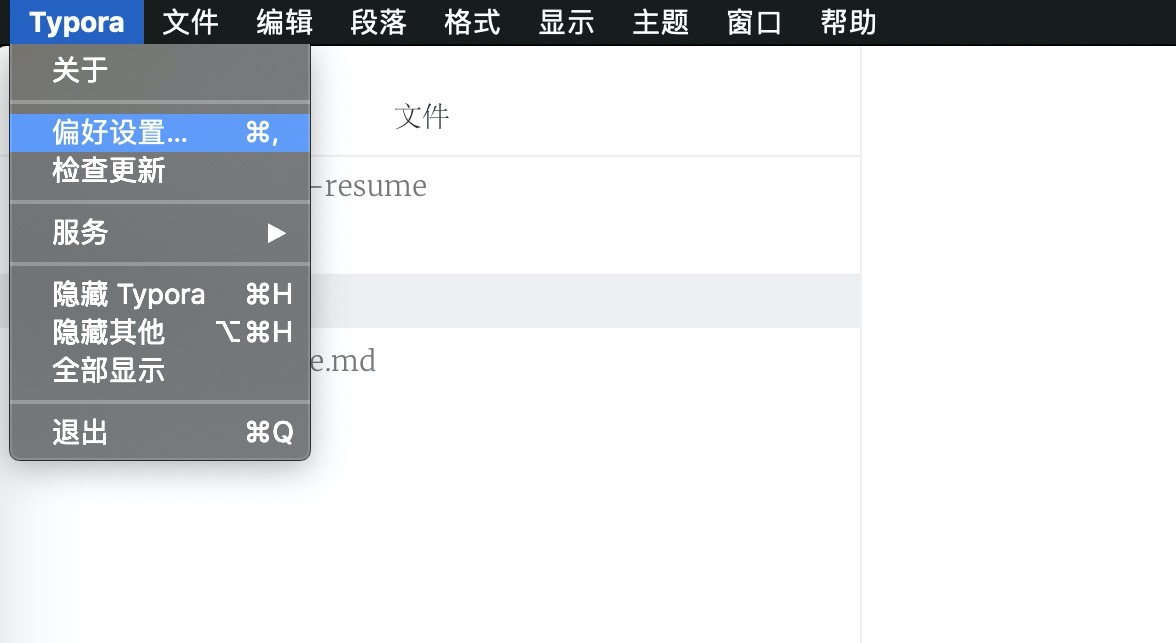 Typora 文件 编辑 段落 格式 显示 主题 窗口 帮助
关于
文件
偏好设置... ⌘,
检查更新
-resume
服务 ▶
隐藏 Typora ⌘H
隐藏其他 ⌥⌘H
全部显示
e.md
退出 ⌘Q